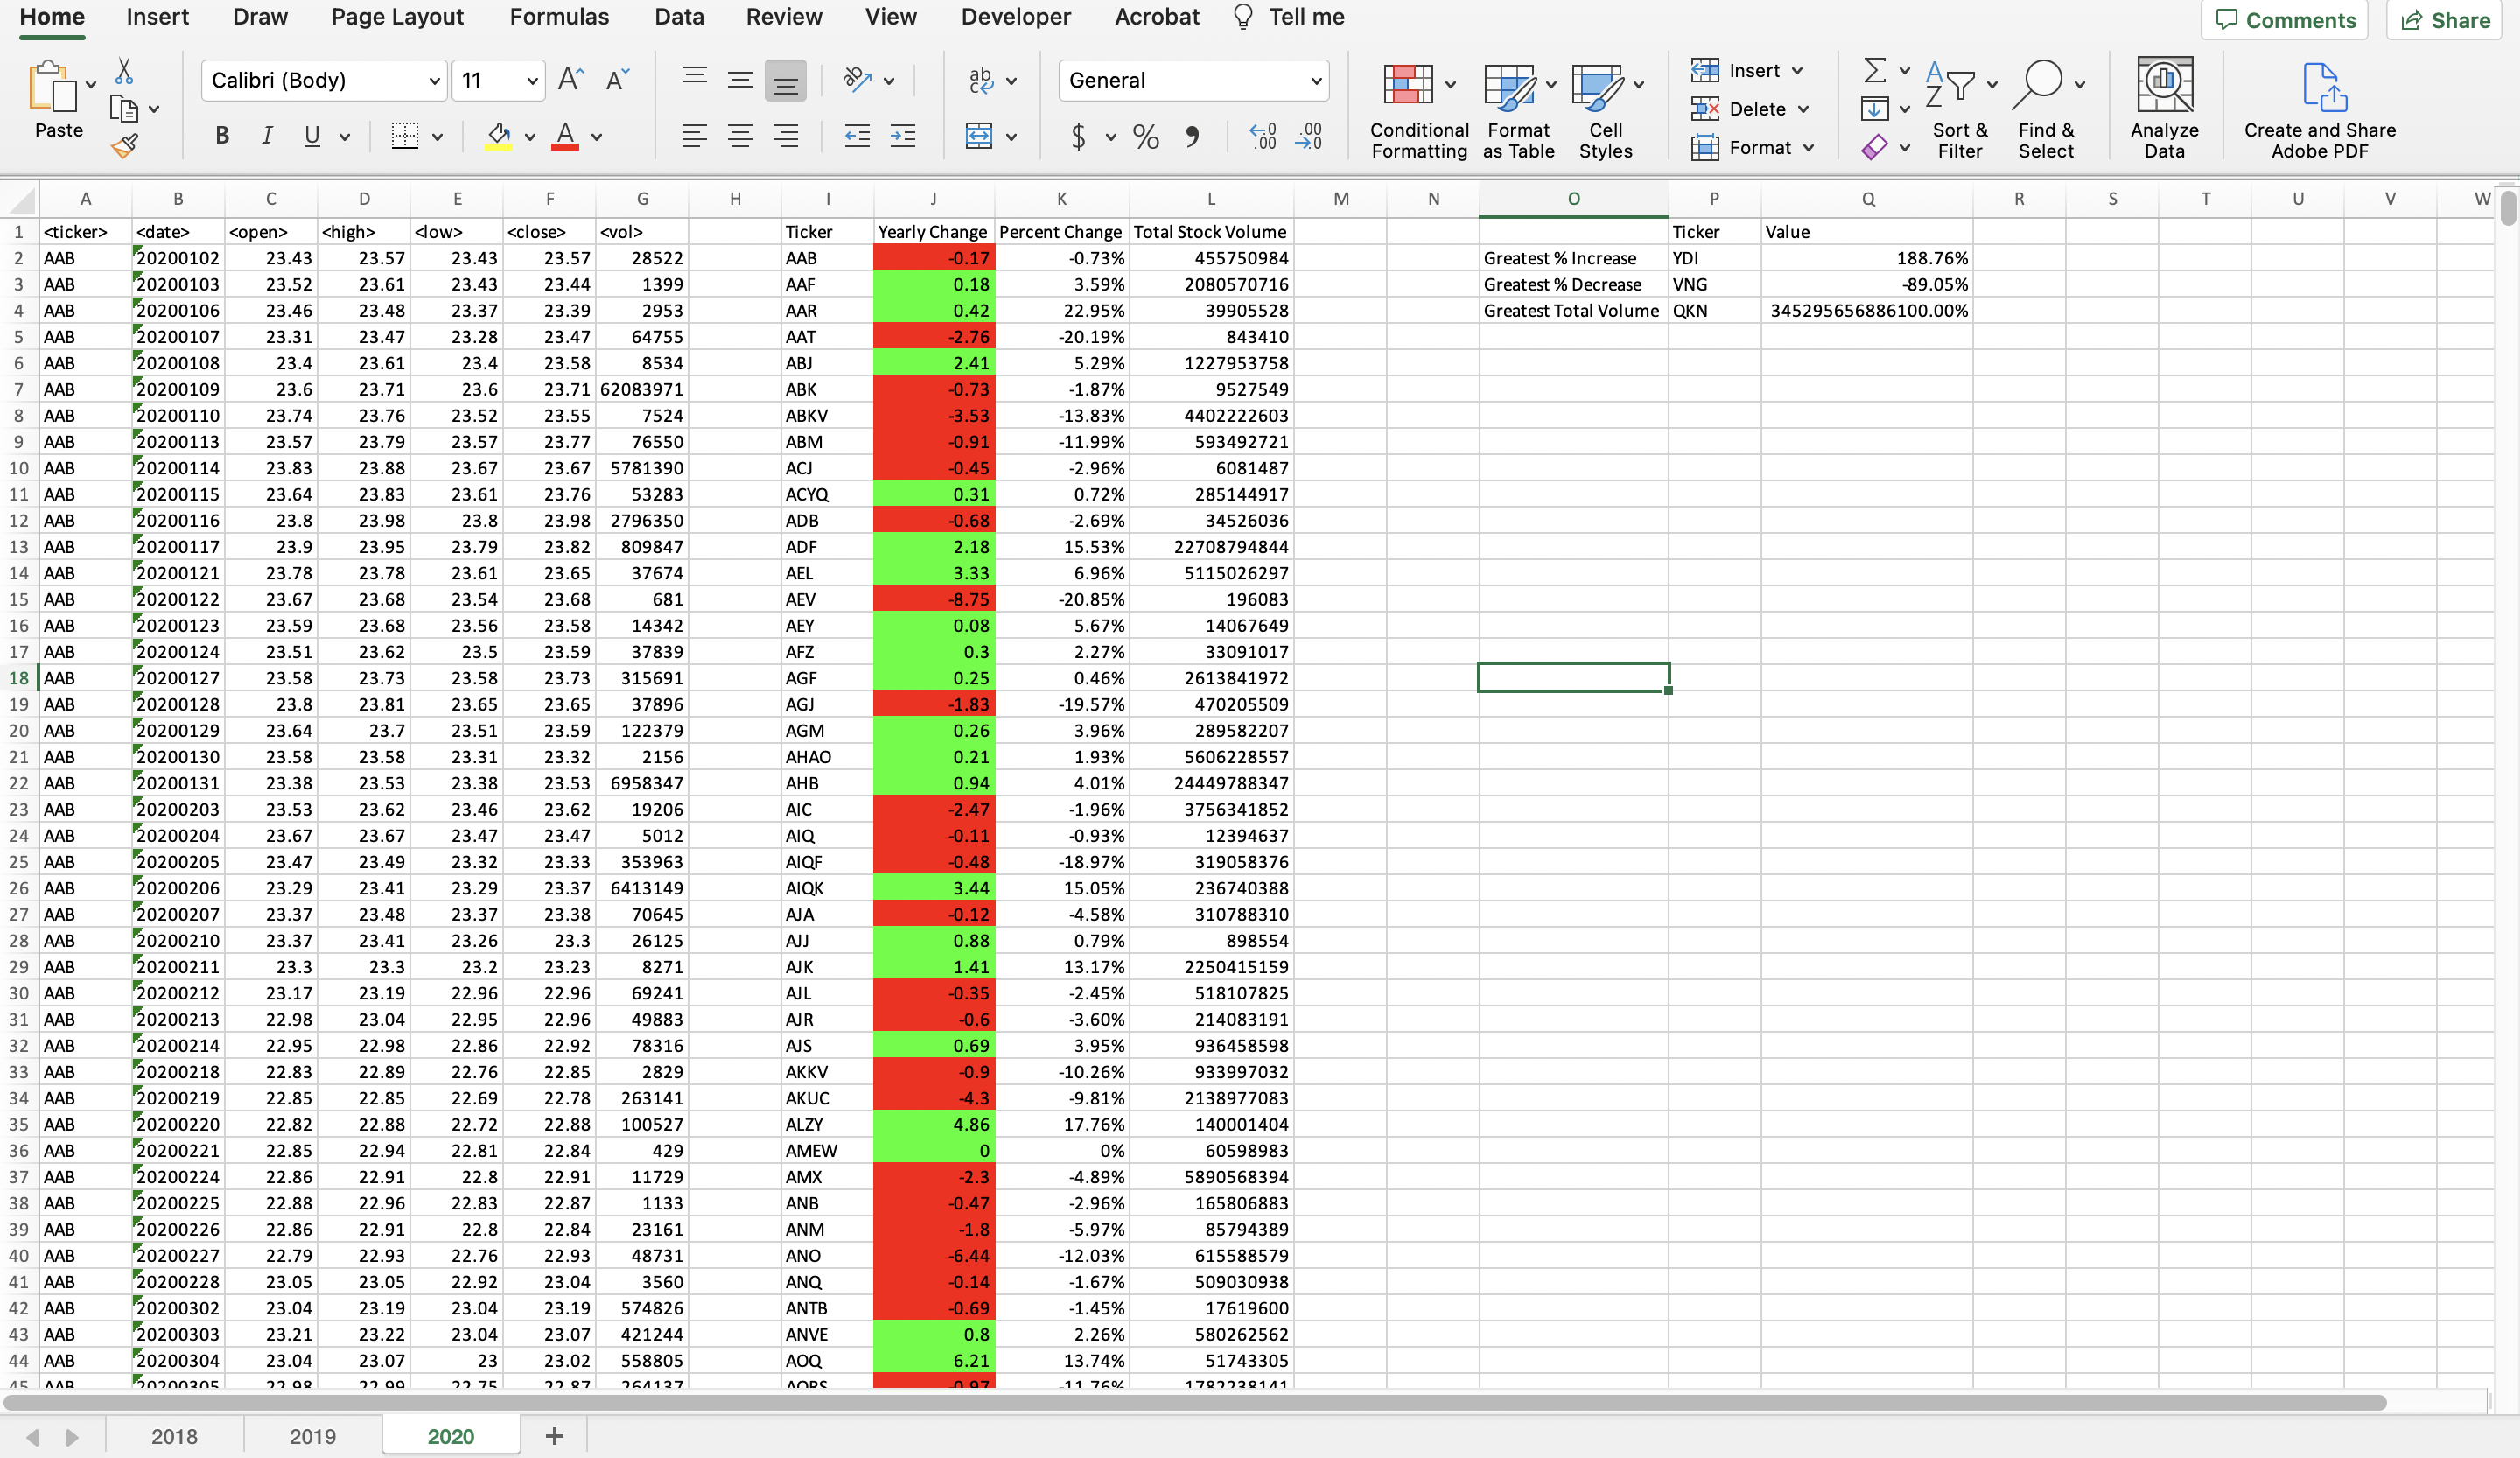 Home Insert Draw Page Layout Formulas Data Review View Developer Acrobat Tell me Comments Share
Paste
Calibri (Body) 11
B I U
General
$ %
Conditional Formatting
Format as Table
Cell Styles
Insert
Delete
Format
Sort & Filter
Find & Select
Analyze Data
Create and Share Adobe PDF
A B C D E F G H I J K L M N O P Q R S T U V W
1 <ticker> <date> <open> <high> <low> <close> <vol> Ticker Yearly Change Percent Change Total Stock Volume Ticker Value
2 AAB 20200102 23.43 23.57 23.43 23.57 28522 AAB -0.17 -0.73% 455750984 Greatest % Increase YDI 188.76%
3 AAB 20200103 23.52 23.61 23.43 23.44 1399 AAF 0.18 3.59% 2080570716 Greatest % Decrease VNG -89.05%
4 AAB 20200106 23.46 23.48 23.37 23.39 2953 AAR 0.42 22.95% 39905528 Greatest Total Volume QKN 345295656886100.00%
5 AAB 20200107 23.31 23.47 23.28 23.47 64755 AAT -2.76 -20.19% 843410
6 AAB 20200108 23.4 23.61 23.4 23.58 8534 ABJ 2.41 5.29% 1227953758
7 AAB 20200109 23.6 23.71 23.6 23.71 62083971 ABK -0.73 -1.87% 9527549
8 AAB 20200110 23.74 23.76 23.52 23.55 7524 ABKV -3.53 -13.83% 4402222603
9 AAB 20200113 23.57 23.79 23.57 23.77 76550 ABM -0.91 -11.99% 593492721
10 AAB 20200114 23.83 23.88 23.67 23.67 5781390 ACJ -0.45 -2.96% 6081487
11 AAB 20200115 23.64 23.83 23.61 23.76 53283 ACYQ 0.31 0.72% 285144917
12 AAB 20200116 23.8 23.98 23.8 23.98 2796350 ADB -0.68 -2.69% 34526036
13 AAB 20200117 23.9 23.95 23.79 23.82 809847 ADF 2.18 15.53% 22708794844
14 AAB 20200121 23.78 23.78 23.61 23.65 37674 AEL 3.33 6.96% 5115026297
15 AAB 20200122 23.67 23.68 23.54 23.68 681 AEV -8.75 -20.85% 196083
16 AAB 20200123 23.59 23.68 23.56 23.58 14342 AEY 0.08 5.67% 14067649
17 AAB 20200124 23.51 23.62 23.5 23.59 37839 AFZ 0.3 2.27% 33091017
18 AAB 20200127 23.58 23.73 23.58 23.73 315691 AGF 0.25 0.46% 2613841972
19 AAB 20200128 23.8 23.81 23.65 23.65 37896 AGJ -1.83 -19.57% 470205509
20 AAB 20200129 23.64 23.7 23.51 23.59 122379 AGM 0.26 3.96% 289582207
21 AAB 20200130 23.58 23.58 23.31 23.32 2156 AHAO 0.21 1.93% 5606228557
22 AAB 20200131 23.38 23.53 23.38 23.53 6958347 AHB 0.94 4.01% 24449788347
23 AAB 20200203 23.53 23.62 23.46 23.62 19206 AIC -2.47 -1.96% 3756341852
24 AAB 20200204 23.67 23.67 23.47 23.47 5012 AIQ -0.11 -0.93% 12394637
25 AAB 20200205 23.47 23.49 23.32 23.33 353963 AIQF -0.48 -18.97% 319058376
26 AAB 20200206 23.29 23.41 23.29 23.37 6413149 AIQK 3.44 15.05% 236740388
27 AAB 20200207 23.37 23.48 23.37 23.38 70645 AJA -0.12 -4.58% 310788310
28 AAB 20200210 23.37 23.41 23.26 23.3 26125 AJJ 0.88 0.79% 898554
29 AAB 20200211 23.3 23.3 23.2 23.23 8271 AJK 1.41 13.17% 2250415159
30 AAB 20200212 23.17 23.19 22.96 22.96 69241 AJL -0.35 -2.45% 518107825
31 AAB 20200213 22.98 23.04 22.95 22.96 49883 AJR -0.6 -3.60% 214083191
32 AAB 20200214 22.95 22.98 22.86 22.92 78316 AJS 0.69 3.95% 936458598
33 AAB 20200218 22.83 22.89 22.76 22.85 2829 AKKV -0.9 -10.26% 933997032
34 AAB 20200219 22.85 22.85 22.69 22.78 263141 AKUC -4.3 -9.81% 2138977083
35 AAB 20200220 22.82 22.88 22.72 22.88 100527 ALZY 4.86 17.76% 140001404
36 AAB 20200221 22.85 22.94 22.81 22.84 429 AMEW 0 0% 60598983
37 AAB 20200224 22.86 22.91 22.8 22.91 11729 AMX -2.3 -4.89% 5890568394
38 AAB 20200225 22.88 22.96 22.83 22.87 1133 ANB -0.47 -2.96% 165806883
39 AAB 20200226 22.86 22.91 22.8 22.84 23161 ANM -1.8 -5.97% 85794389
40 AAB 20200227 22.79 22.93 22.76 22.93 48731 ANO -6.44 -12.03% 615588579
41 AAB 20200228 23.05 23.05 22.92 23.04 3560 ANQ -0.14 -1.67% 509030938
42 AAB 20200302 23.04 23.19 23.04 23.19 574826 ANTB -0.69 -1.45% 17619600
43 AAB 20200303 23.21 23.22 23.04 23.07 421244 ANVE 0.8 2.26% 580262562
44 AAB 20200304 23.04 23.07 23 23.02 558805 AOQ 6.21 13.74% 51743305
45 AAB 20200305 22.98 22.99 22.75 22.87 264137 AORS -0.97 -11.76% 1782238141
2018 2019 2020 +